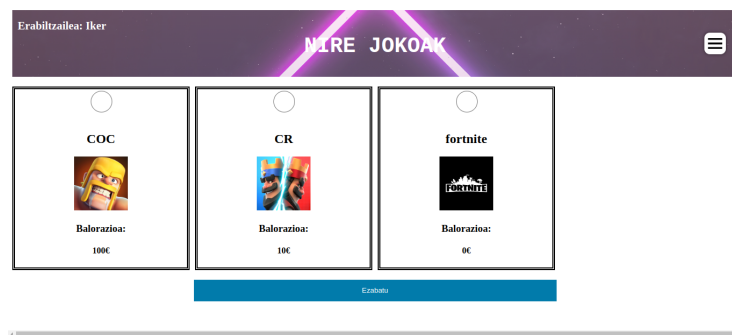 Erabiltzailea: Iker
NIRE JOKOAK
COC
CR
fortnite
FORTNITE
Balorazioa:
Balorazioa:
Balorazioa:
100€
10€
0€
Ezabatu